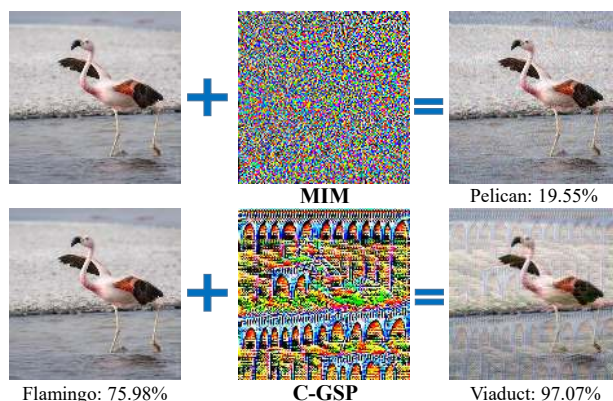 MIM
Pelican: 19.55%
Flamingo: 75.98%
C-GSP
Viaduct: 97.07%